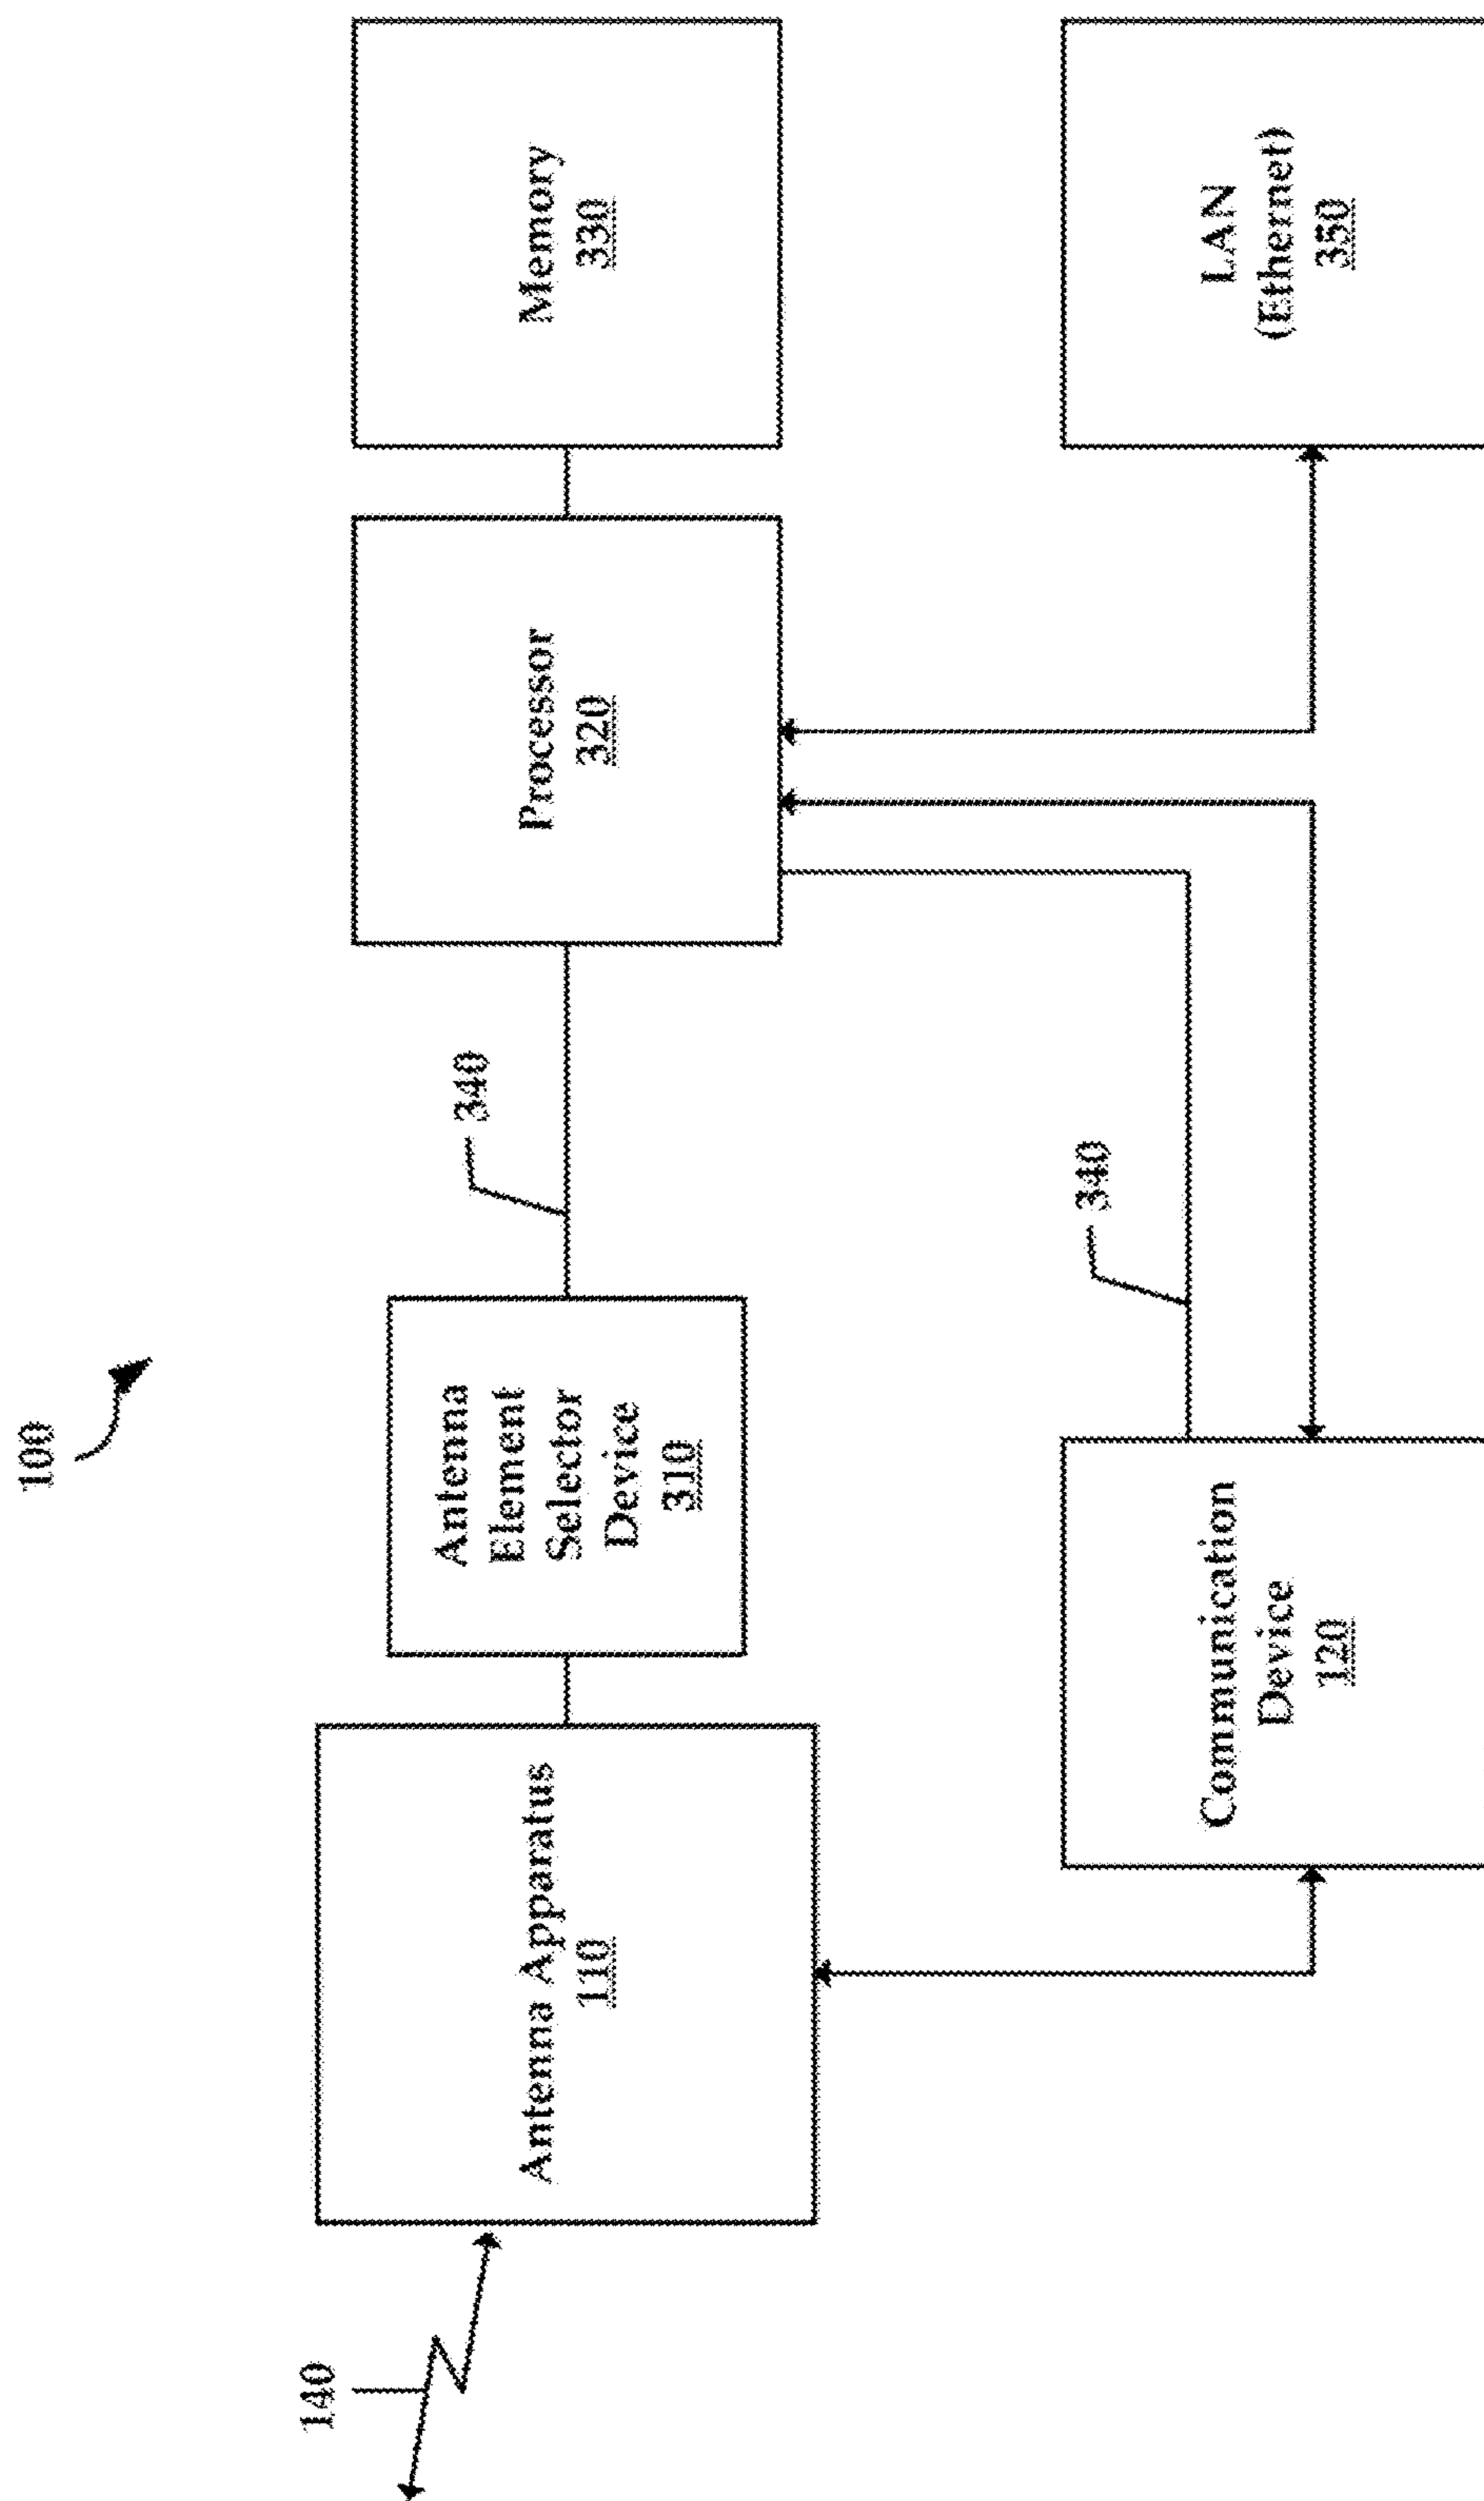 100
140
Antenna Apparatus
110
Antenna
Element
Selector
Device
310
340
Processor
320
Memory
330
340
Communication
Device
120
LAN
(Ethernet)
350